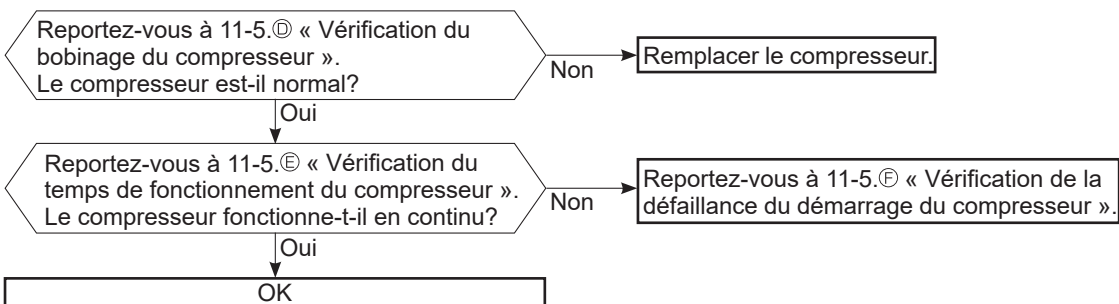 Reportez-vous à 11-5.Ⓓ « Vérification du
bobinage du compresseur ».
Le compresseur est-il normal?
Non
Remplacer le compresseur.
Oui
Reportez-vous à 11-5.Ⓔ « Vérification du
temps de fonctionnement du compresseur ».
Le compresseur fonctionne-t-il en continu?
Non
Reportez-vous à 11-5.Ⓕ « Vérification de la
défaillance du démarrage du compresseur ».
Oui
OK